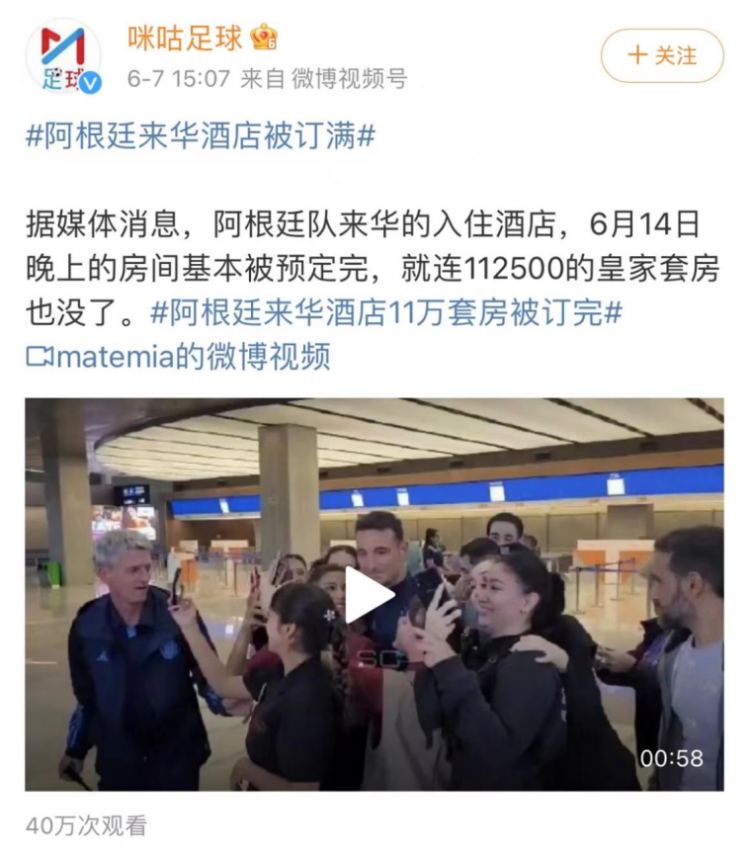 足球
咪咕足球
6-7 15:07 来自 微博视频号
+关注
#阿根廷来华酒店被订满#
据媒体消息，阿根廷队来华的入住酒店，6月14日
晚上的房间基本被预定完，就连112500的皇家套房
也没了。#阿根廷来华酒店11万套房被订完#
matemia的微博视频
SC
00:58
40万次观看